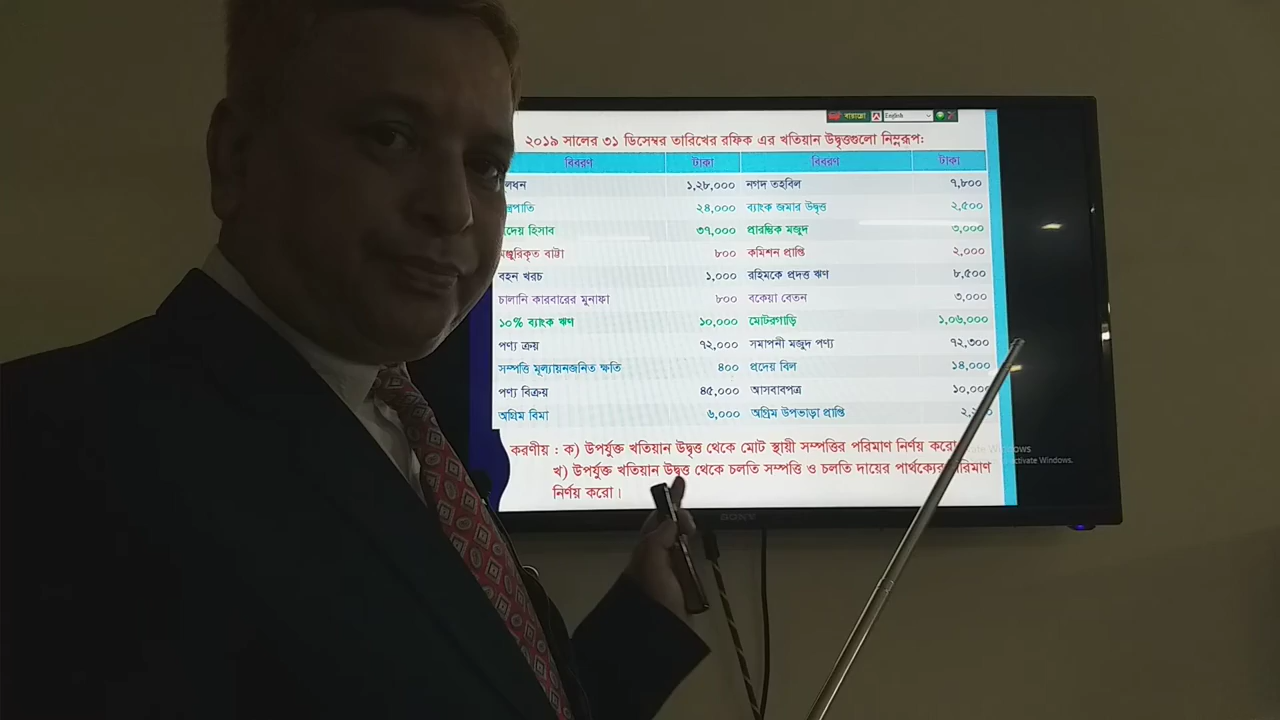 বায়ান্নো English
২০১৯ সালের ৩১ ডিসেম্বর তারিখের রফিক এর খতিয়ান উদ্বৃত্তগুলো নিম্নরূপ:
বিবরণ টাকা বিবরণ টাকা
১,২৮,০০০ নগদ তহবিল ৭,৮০০
২৪,০০০ ব্যাংক জমার উদ্বৃত্ত ২,৫০০
হিসাব ৩৭,০০০ প্রারম্ভিক মজুদ ৩,০০০
মঞ্জুরিকৃত বাট্টা ৮০০ কমিশন প্রাপ্তি ২,০০০
বহন খরচ ১,০০০ রহিমকে প্রদত্ত ঋণ ৮,৫০০
চালানি কারবারের মুনাফা ৮০০ বকেয়া বেতন ৩,০০০
১০% ব্যাংক ঋণ ১০,০০০ মোটরগাড়ি ১,০৬,০০০
পণ্য ক্রয় ৭২,০০০ সমাপনী মজুদ পণ্য ৭২,৩০০
সম্পত্তি মূল্যায়নজনিত ক্ষতি ৪০০ প্রদেয় বিল ১৪,০০০
পণ্য বিক্রয় ৪৫,০০০ আসবাবপত্র ১০,০০০
অগ্রিম বিমা ৬,০০০ অগ্রিম উপভাড়া প্রাপ্তি
করণীয় : ক) উপর্যুক্ত খতিয়ান উদ্বৃত্ত থেকে মোট স্থায়ী সম্পত্তির পরিমাণ নির্ণয় করো
খ) উপর্যুক্ত খতিয়ান উদ্বৃত্ত থেকে চলতি সম্পত্তি ও চলতি দায়ের পার্থক্যের পরিমাণ
নির্ণয় করো।
SONY